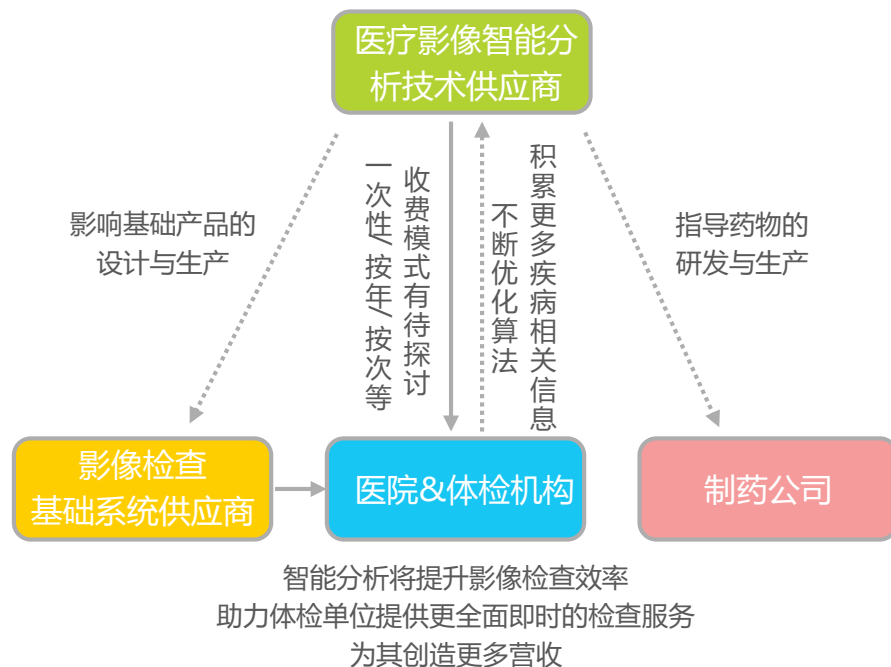 医疗影像智能分
析技术供应商
影响基础产品的
设计与生产
收费模式有待探讨
一次性/按年/按次等
积累更多疾病相关信息
不断优化算法
指导药物的
研发与生产
影像检查
基础系统供应商
医院&体检机构
制药公司
智能分析将提升影像检查效率
助力体检单位提供更全面即时的检查服务
为其创造更多营收